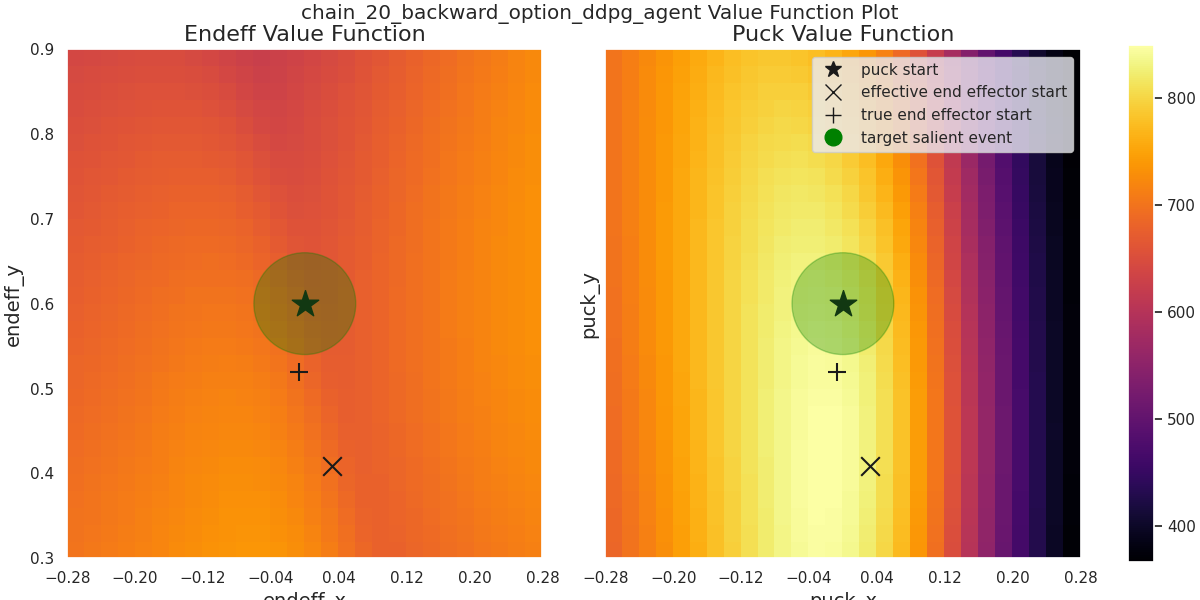 chain_20_backward_option_ddpg_agent Value Function Plot
Endeff Value Function
Puck Value Function
0.9
0.8
0.7
0.6
0.5
0.4
0.3
endeff_y
−0.28 −0.20 −0.12 −0.04 0.04 0.12 0.20 0.28
endeff_x
puck_y
puck start
effective end effector start
true end effector start
target salient event
−0.28 −0.20 −0.12 −0.04 0.04 0.12 0.20 0.28
puck_x
800
700
600
500
400